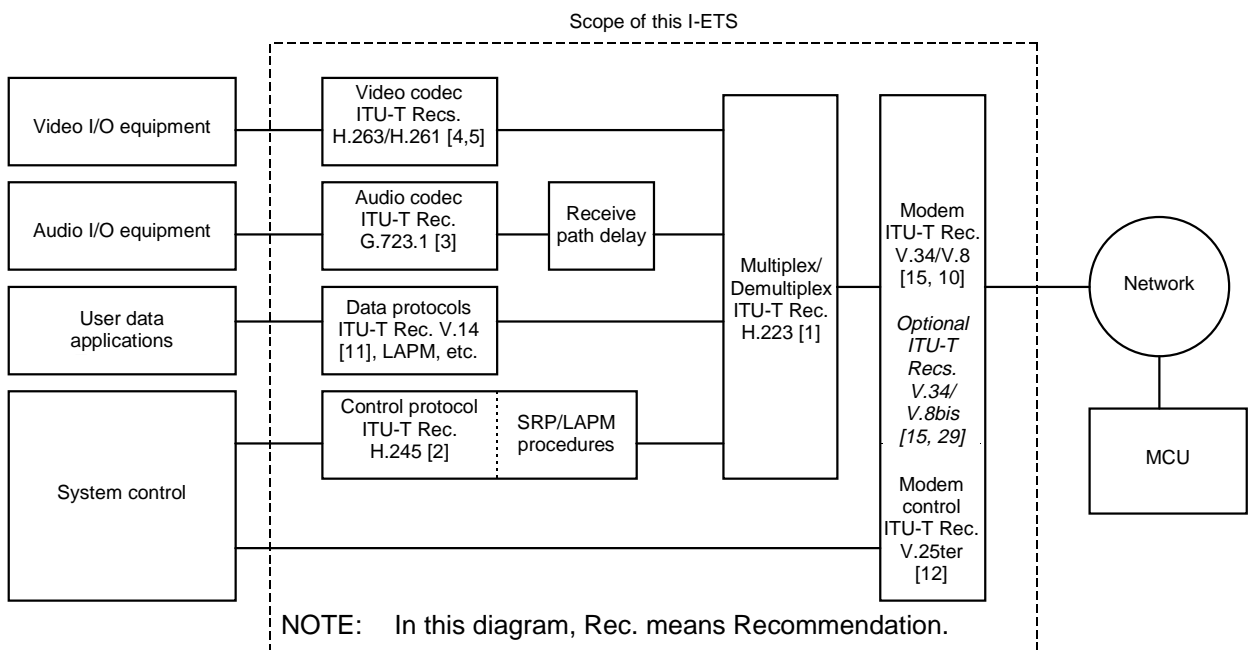 Scope of this I-ETS
Video I/O equipment
Video codec
ITU-T Recs.
H.263/H.261 [4,5]
Audio I/O equipment
Audio codec
ITU-T Rec.
G.723.1 [3]
Receive
path delay
User data
applications
Data protocols
ITU-T Rec. V.14
[11], LAPM, etc.
System control
Control protocol
ITU-T Rec.
H.245 [2]
SRP/LAPM
procedures
Multiplex/
Demultiplex
ITU-T Rec.
H.223 [1]
Modem
ITU-T Rec.
V.34/V.8
[15, 10]
Optional
ITU-T
Recs.
V.34/
V.8bis
[15, 29]
Modem
control
ITU-T Rec.
V.25ter
[12]
Network
MCU
NOTE: In this diagram, Rec. means Recommendation.